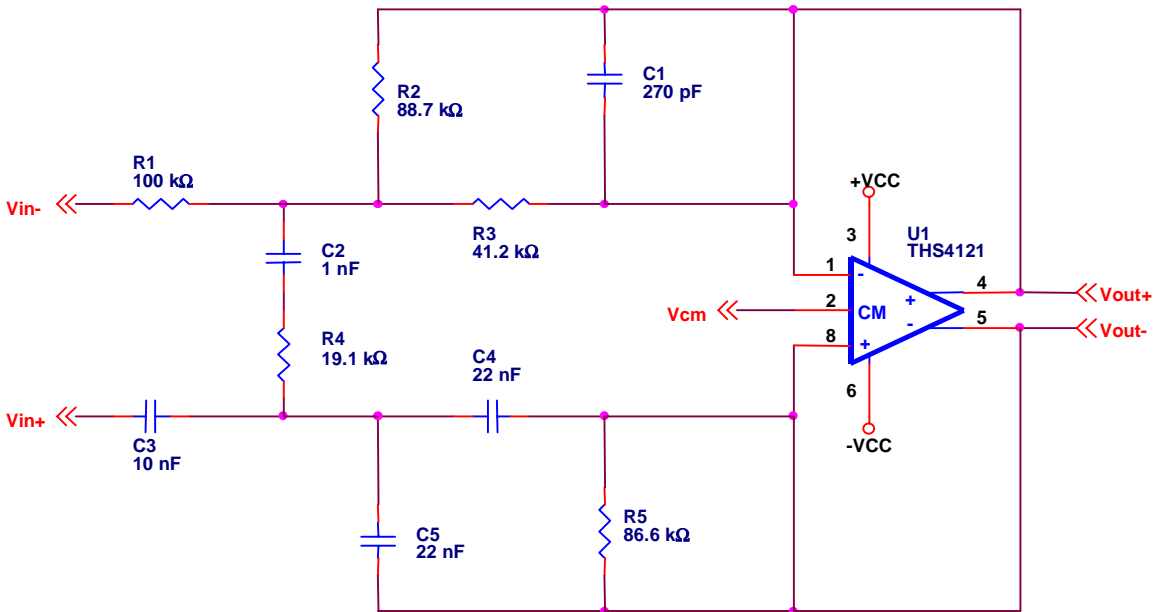 C1
270 pF
R2
88.7 kΩ
R1
100 kΩ
Vin-
+VCC
R3
41.2 kΩ
3
U1
THS4121
C2
1 nF
1
-
4
+
Vout+
Vcm
2
CM
-
5
Vout-
R4
19.1 kΩ
C4
22 nF
8
+
6
Vin+
C3
10 nF
-VCC
C5
22 nF
R5
86.6 kΩ